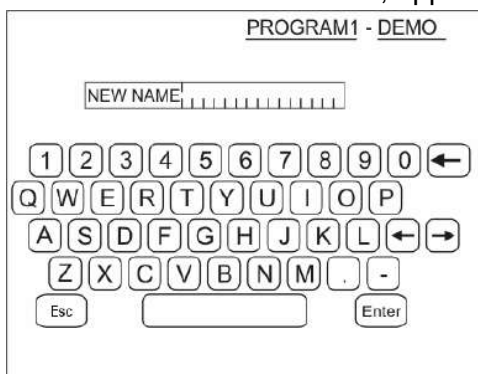 PROGRAM1 - DEMO
NEW NAME
1 2 3 4 5 6 7 8 9 0 ←
Q W E R T Y U I O P
A S D F G H J K L ← →
Z X C V B N M . -
Esc Enter